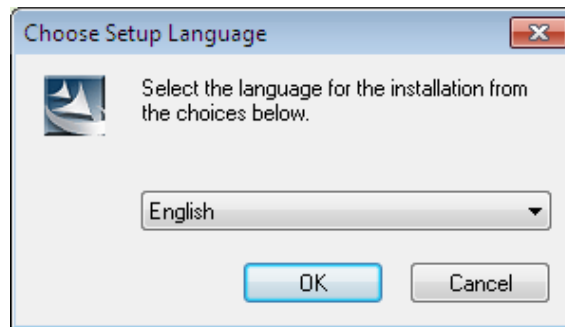 Choose Setup Language
Select the language for the installation from
the choices below.
English
OK
Cancel